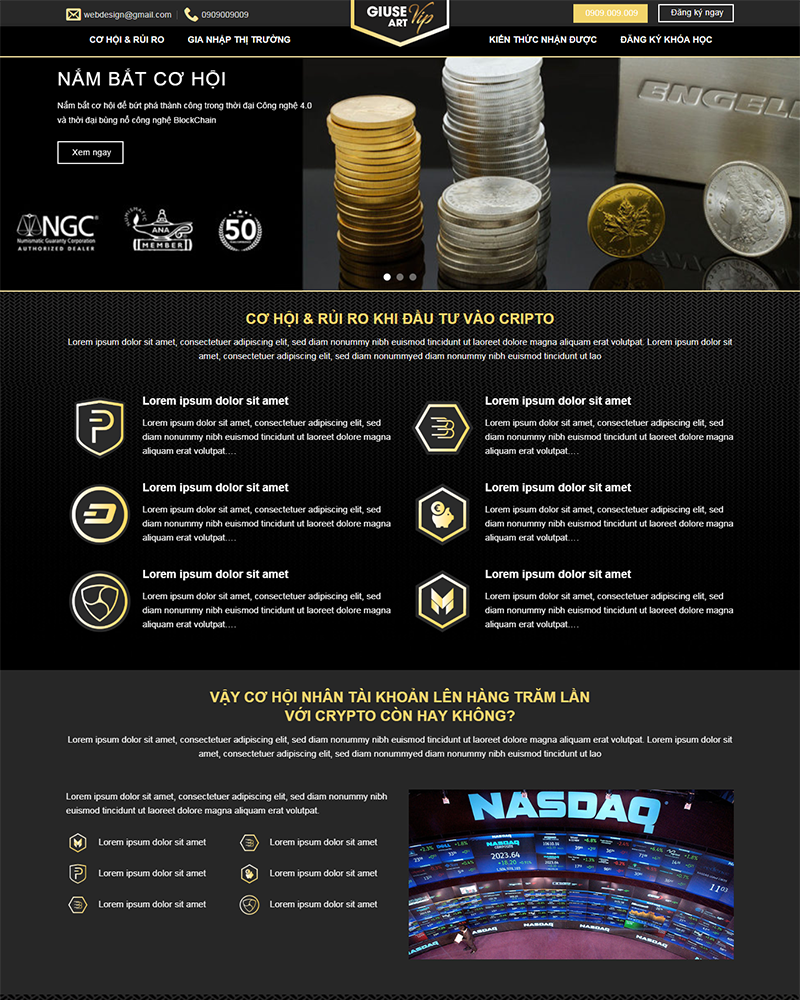 webdesign@gmail.com
0909009009
GIUSE
ART
Vip
0909 009 009
Đăng ký ngay
CƠ HỘI & RỦI RO
GIA NHẬP THỊ TRƯỜNG
KIẾN THỨC NHẬN ĐƯỢC
ĐĂNG KÝ KHÓA HỌC
NẮM BẮT CƠ HỘI
Nắm bắt cơ hội để bứt phá thành công trong thời đại Công nghệ 4.0
và thời đại bùng nổ công nghệ BlockChain
Xem ngay
NGC
Numismatic Guaranty Corporation
AUTHORIZED DEALER
NUMISMATIC
ANA
MEMBER
50
CƠ HỘI & RỦI RO KHI ĐẦU TƯ VÀO CRIPTO
Lorem ipsum dolor sit amet, consectetuer adipiscing elit, sed diam nonummy nibh euismod tincidunt ut laoreet dolore magna aliquam erat volutpat. Lorem ipsum dolor sit
amet, consectetuer adipiscing elit, sed diam nonummyed diam nonummy nibh euismod tincidunt ut lao
Lorem ipsum dolor sit amet
Lorem ipsum dolor sit amet, consectetuer adipiscing elit, sed
diam nonummy nibh euismod tincidunt ut laoreet dolore magna
aliquam erat volutpat....
Lorem ipsum dolor sit amet
Lorem ipsum dolor sit amet, consectetuer adipiscing elit, sed
diam nonummy nibh euismod tincidunt ut laoreet dolore magna
aliquam erat volutpat....
Lorem ipsum dolor sit amet
Lorem ipsum dolor sit amet, consectetuer adipiscing elit, sed
diam nonummy nibh euismod tincidunt ut laoreet dolore magna
aliquam erat volutpat....
Lorem ipsum dolor sit amet
Lorem ipsum dolor sit amet, consectetuer adipiscing elit, sed
diam nonummy nibh euismod tincidunt ut laoreet dolore magna
aliquam erat volutpat....
Lorem ipsum dolor sit amet
Lorem ipsum dolor sit amet, consectetuer adipiscing elit, sed
diam nonummy nibh euismod tincidunt ut laoreet dolore magna
aliquam erat volutpat....
Lorem ipsum dolor sit amet
Lorem ipsum dolor sit amet, consectetuer adipiscing elit, sed
diam nonummy nibh euismod tincidunt ut laoreet dolore magna
aliquam erat volutpat....
VẬY CƠ HỘI NHÂN TÀI KHOẢN LÊN HÀNG TRĂM LẦN
VỚI CRYPTO CÒN HAY KHÔNG?
Lorem ipsum dolor sit amet, consectetuer adipiscing elit, sed diam nonummy nibh euismod tincidunt ut laoreet dolore magna aliquam erat volutpat. Lorem ipsum dolor sit
amet, consectetuer adipiscing elit, sed diam nonummyed diam nonummy nibh euismod tincidunt ut lao
Lorem ipsum dolor sit amet, consectetuer adipiscing elit, sed diam nonummy nibh
euismod tincidunt ut laoreet dolore magna aliquam erat volutpat.
Lorem ipsum dolor sit amet
Lorem ipsum dolor sit amet
Lorem ipsum dolor sit amet
Lorem ipsum dolor sit amet
Lorem ipsum dolor sit amet
Lorem ipsum dolor sit amet
NASDAQ
NASDAQ
2023.64
+18.20
NASDAQ
NASDAQ